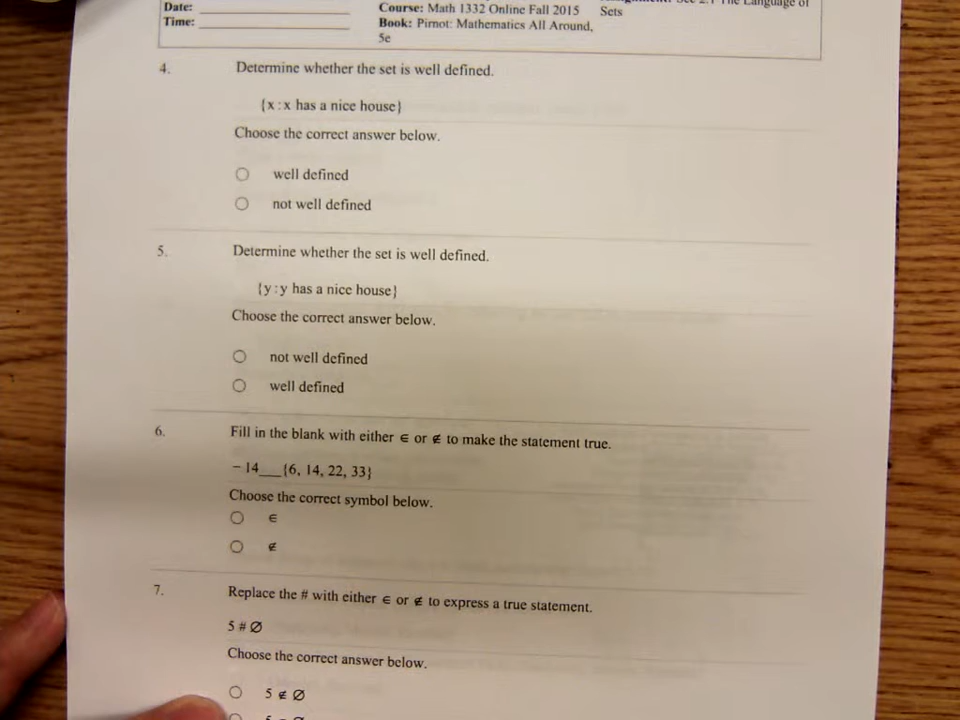 Date: Course: Math 1332 Online Fall 2015 Sets
Time: Book: Pirnot: Mathematics All Around,
5e
4. Determine whether the set is well defined.
{x : x has a nice house}
Choose the correct answer below.
○ well defined
○ not well defined
5. Determine whether the set is well defined.
{y : y has a nice house}
Choose the correct answer below.
○ not well defined
○ well defined
6. Fill in the blank with either ∈ or ∉ to make the statement true.
− 14___{6, 14, 22, 33}
Choose the correct symbol below.
○ ∈
○ ∉
7. Replace the # with either ∈ or ∉ to express a true statement.
5 # ∅
Choose the correct answer below.
○ 5 ∉ ∅